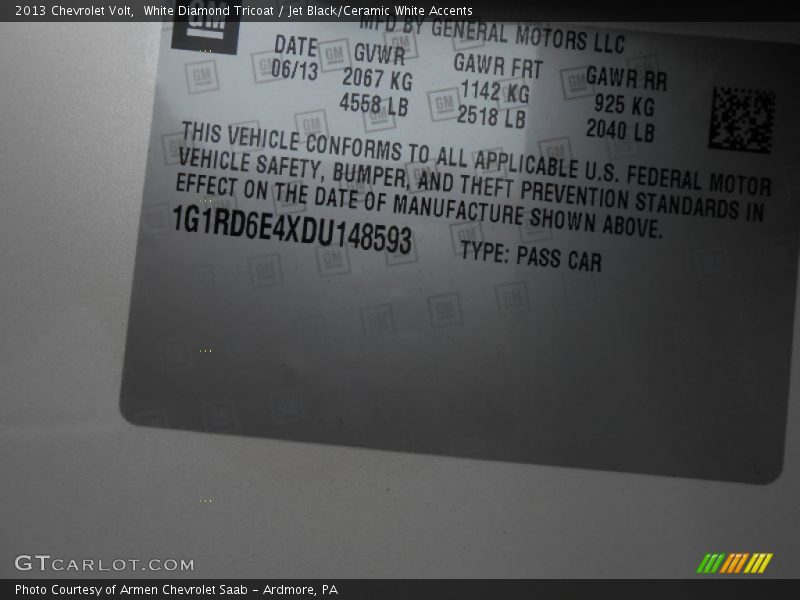 2013 Chevrolet Volt, White Diamond Tricoat / Jet Black/Ceramic White Accents
GM
MFD BY GENERAL MOTORS LLC
DATE GVWR GAWR FRT GAWR RR
06/13 2067 KG 1142 KG 925 KG
4558 LB 2518 LB 2040 LB
THIS VEHICLE CONFORMS TO ALL APPLICABLE U.S. FEDERAL MOTOR
VEHICLE SAFETY, BUMPER, AND THEFT PREVENTION STANDARDS IN
EFFECT ON THE DATE OF MANUFACTURE SHOWN ABOVE.
1G1RD6E4XDU148593 TYPE: PASS CAR
GTCARLOT.COM
Photo Courtesy of Armen Chevrolet Saab - Ardmore, PA